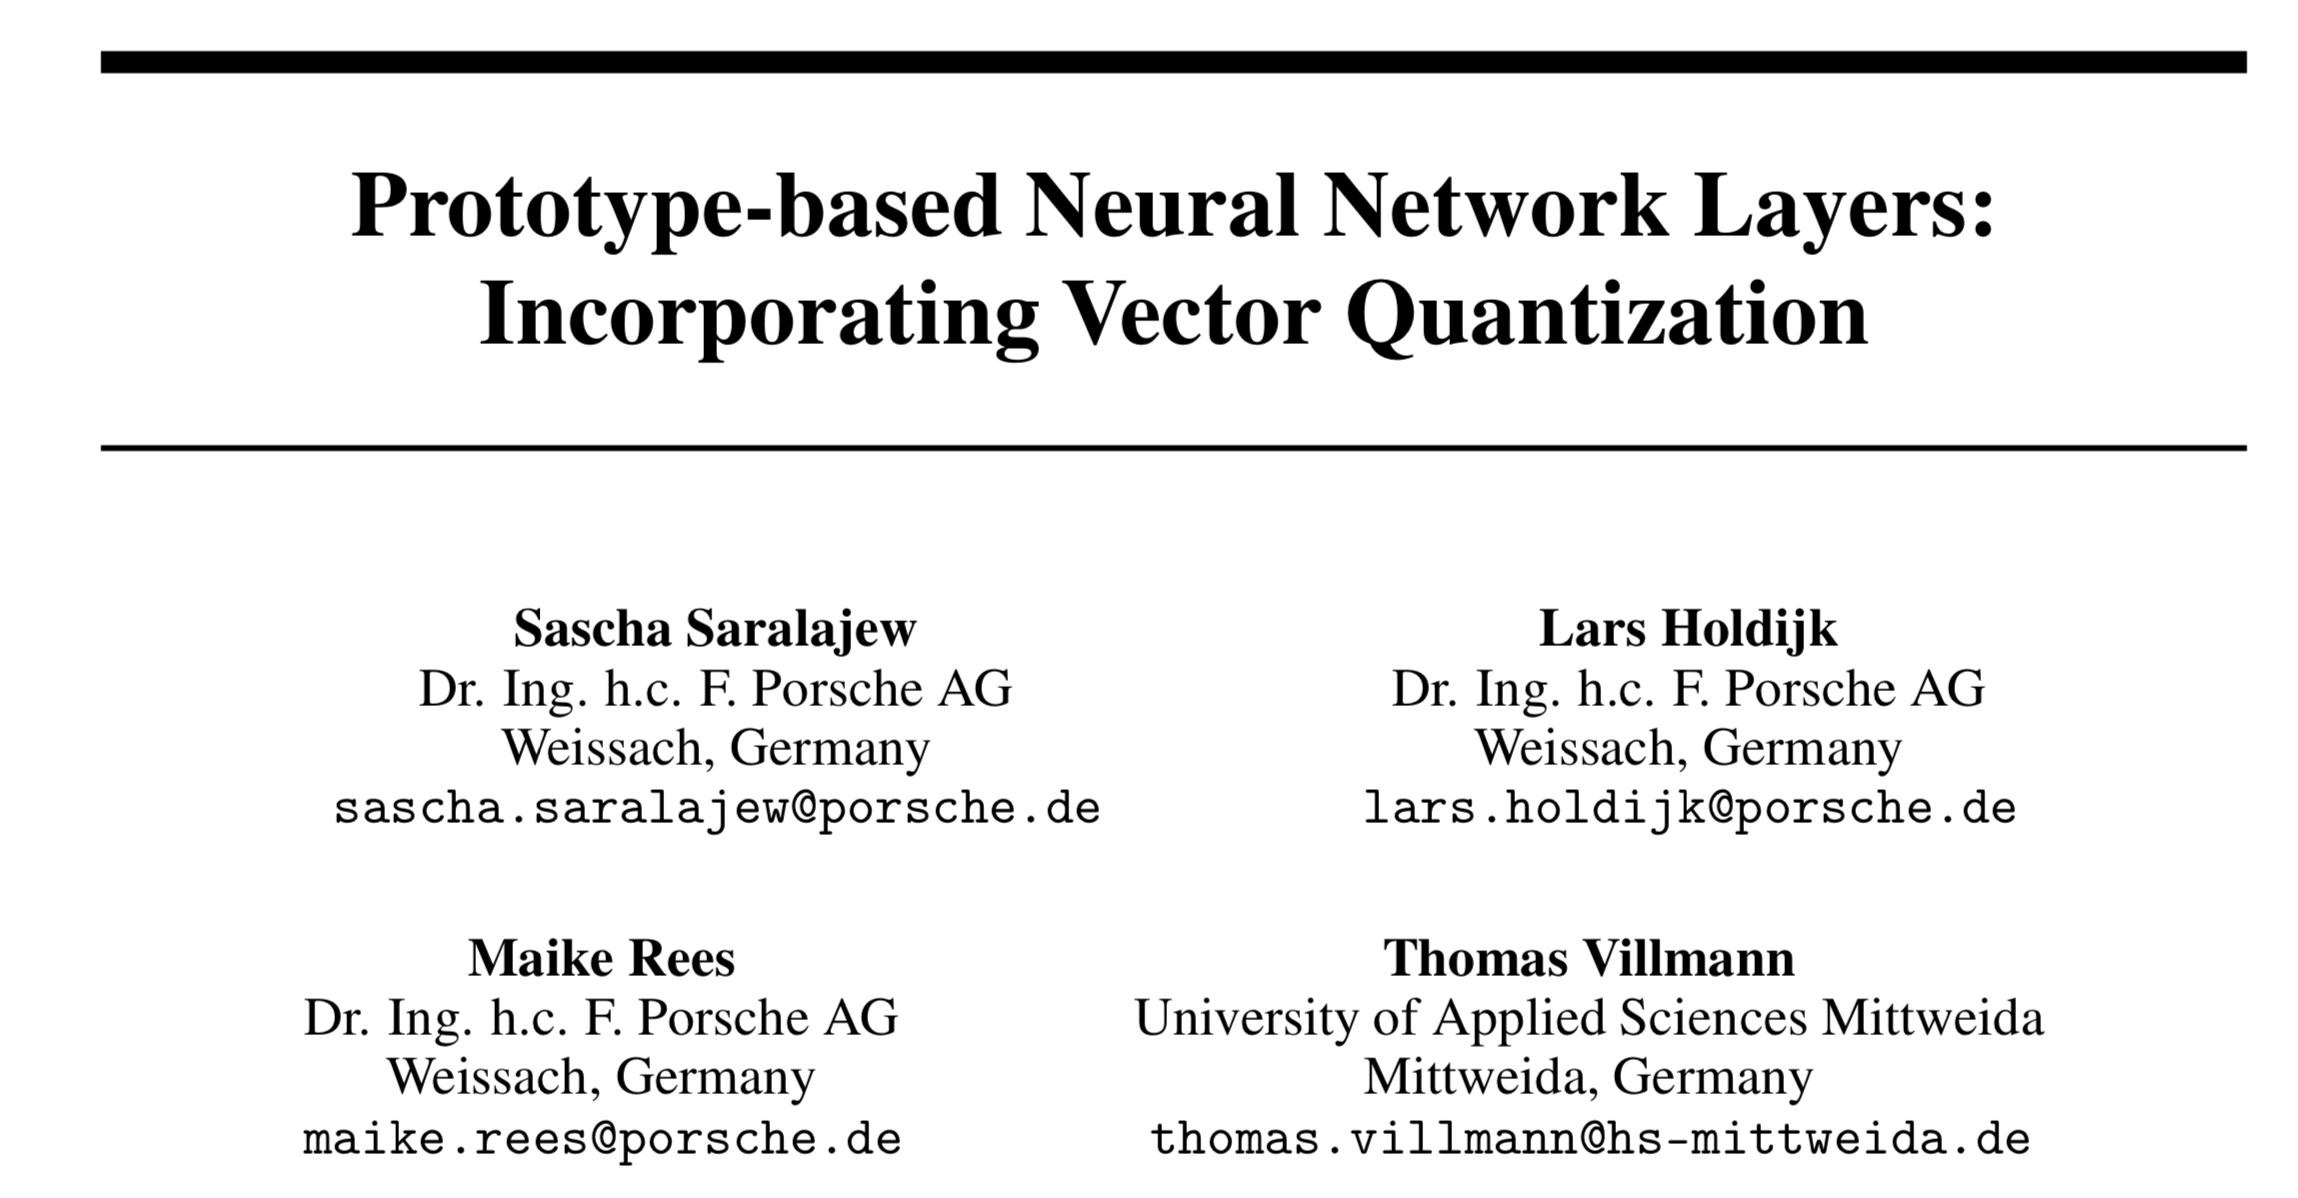 Prototype-based Neural Network Layers:
Incorporating Vector Quantization
Sascha Saralajew
Dr. Ing. h.c. F. Porsche AG
Weissach, Germany
sascha.saralajew@porsche.de
Lars Holdijk
Dr. Ing. h.c. F. Porsche AG
Weissach, Germany
lars.holdijk@porsche.de
Maike Rees
Dr. Ing. h.c. F. Porsche AG
Weissach, Germany
maike.rees@porsche.de
Thomas Villmann
University of Applied Sciences Mittweida
Mittweida, Germany
thomas.villmann@hs-mittweida.de